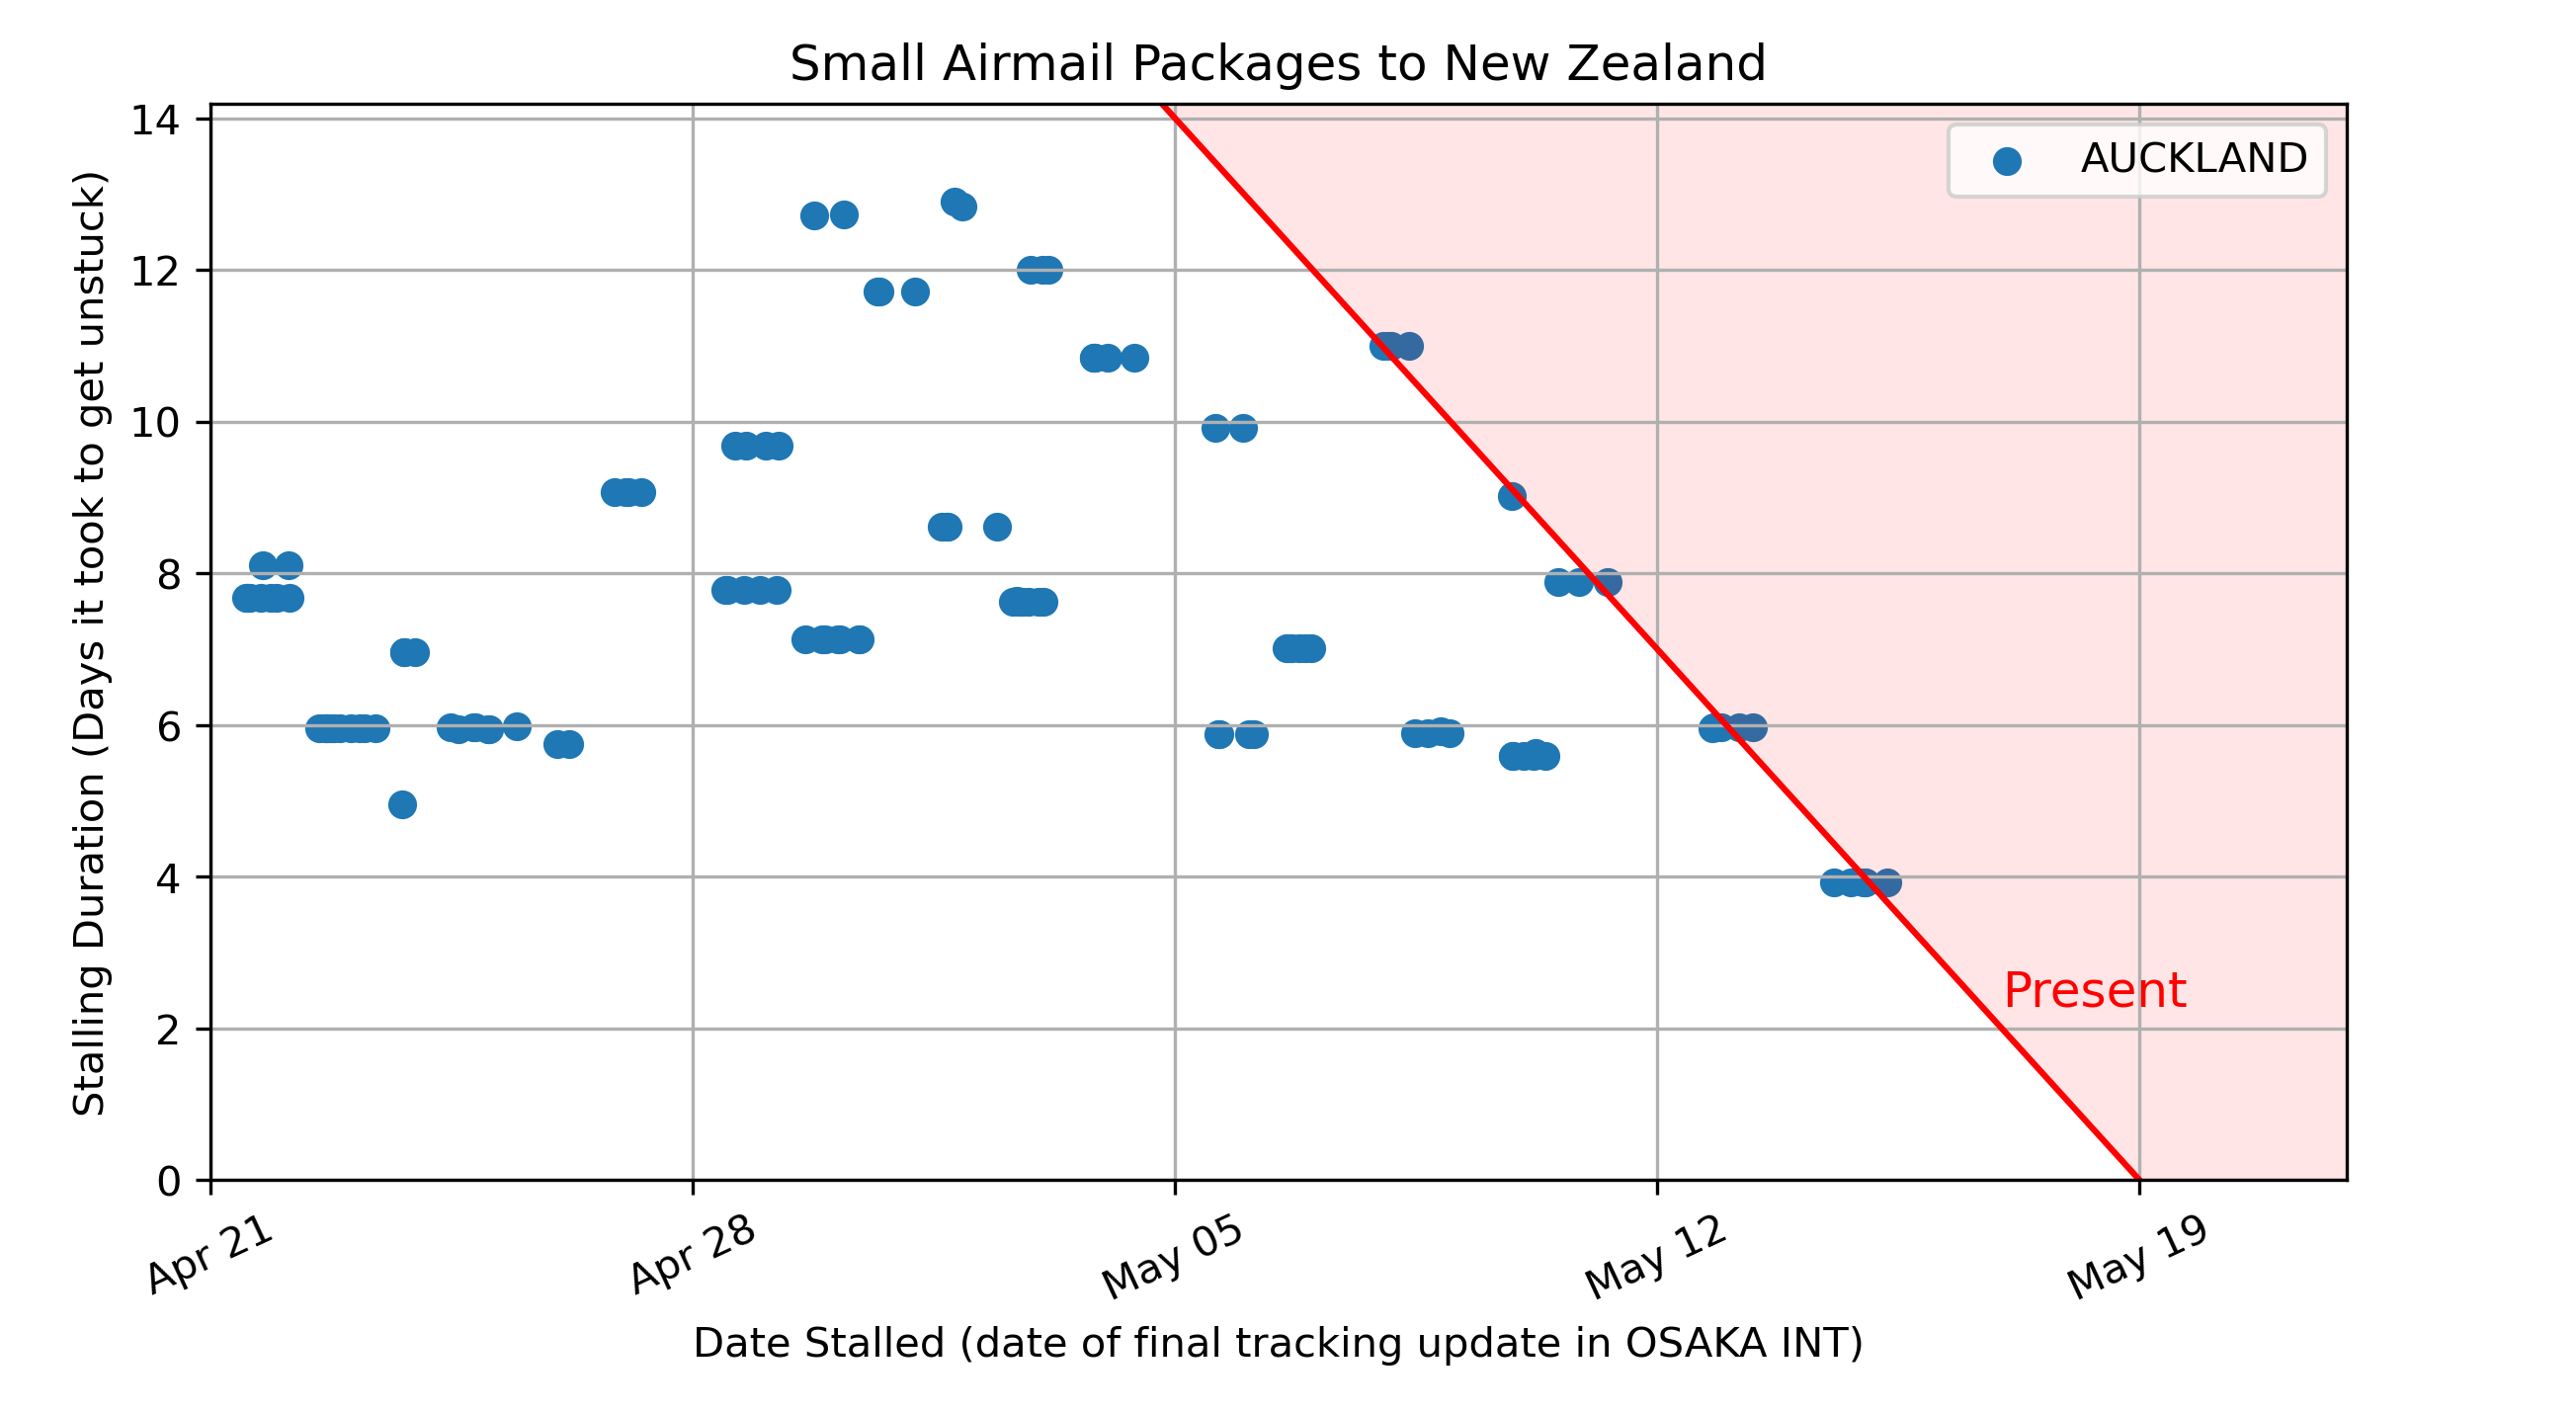 Small Airmail Packages to New Zealand
Stalling Duration (Days it took to get unstuck)
14
12
10
8
6
4
2
0
AUCKLAND
Present
Apr 21
Apr 28
May 05
May 12
May 19
Date Stalled (date of final tracking update in OSAKA INT)